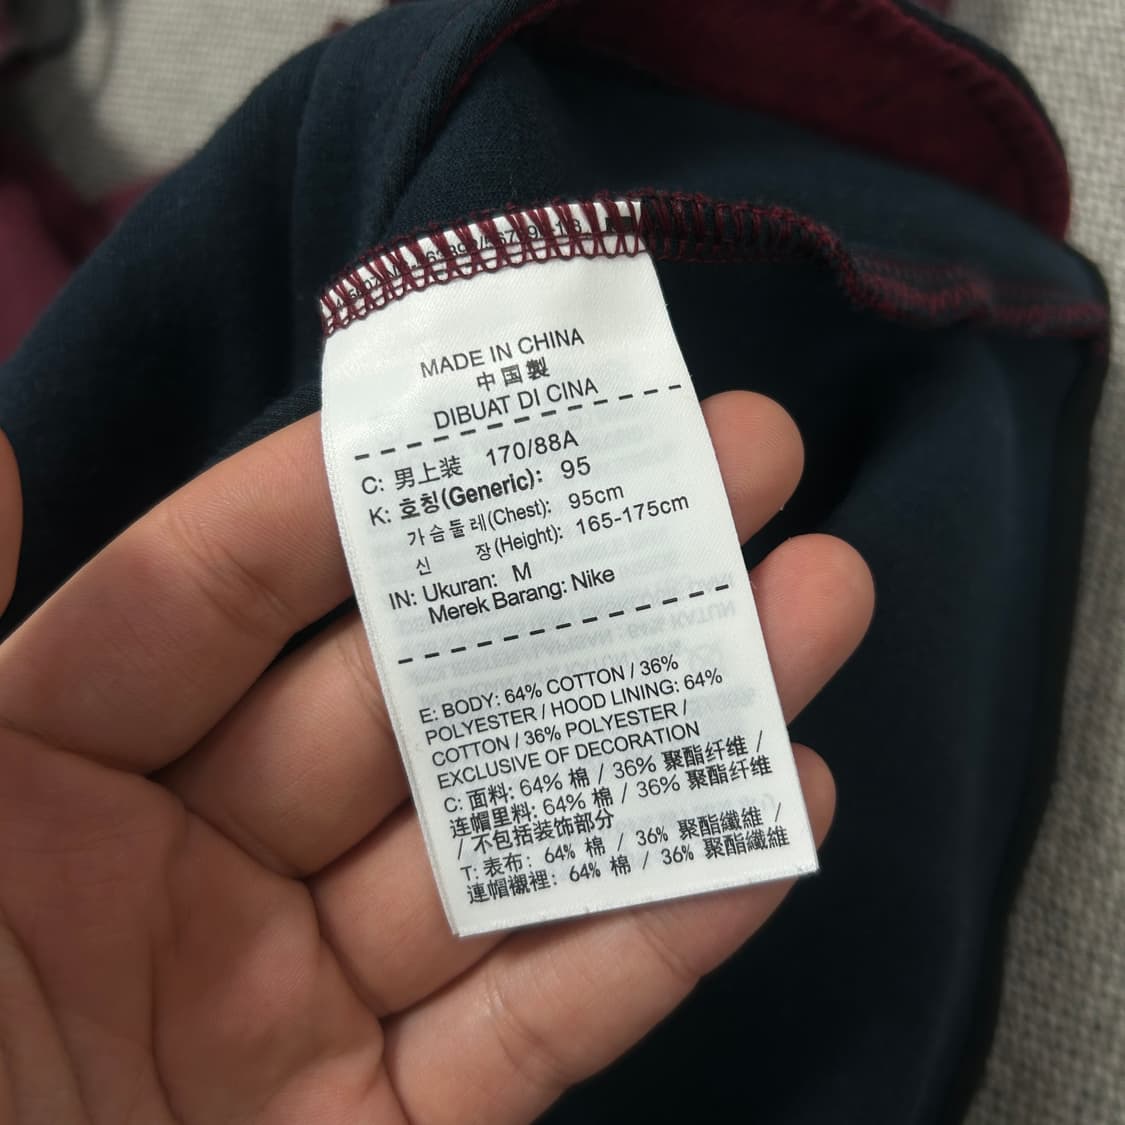 MADE IN CHINA
中国製
DIBUAT DI CINA
C: 男上装 170/88A
K: 호칭(Generic): 95
가슴둘레(Chest): 95cm
신 장(Height): 165-175cm
IN: Ukuran: M
Merek Barang: Nike
E: BODY: 64% COTTON / 36%
POLYESTER / HOOD LINING: 64%
COTTON / 36% POLYESTER /
EXCLUSIVE OF DECORATION
C: 面料: 64% 棉 / 36% 聚酯纤维 /
连帽里料: 64% 棉 / 36% 聚酯纤维
/ 不包括装饰部分
T: 表布: 64% 棉 / 36% 聚酯纖維 /
連帽襯裡: 64% 棉 / 36% 聚酯纖維